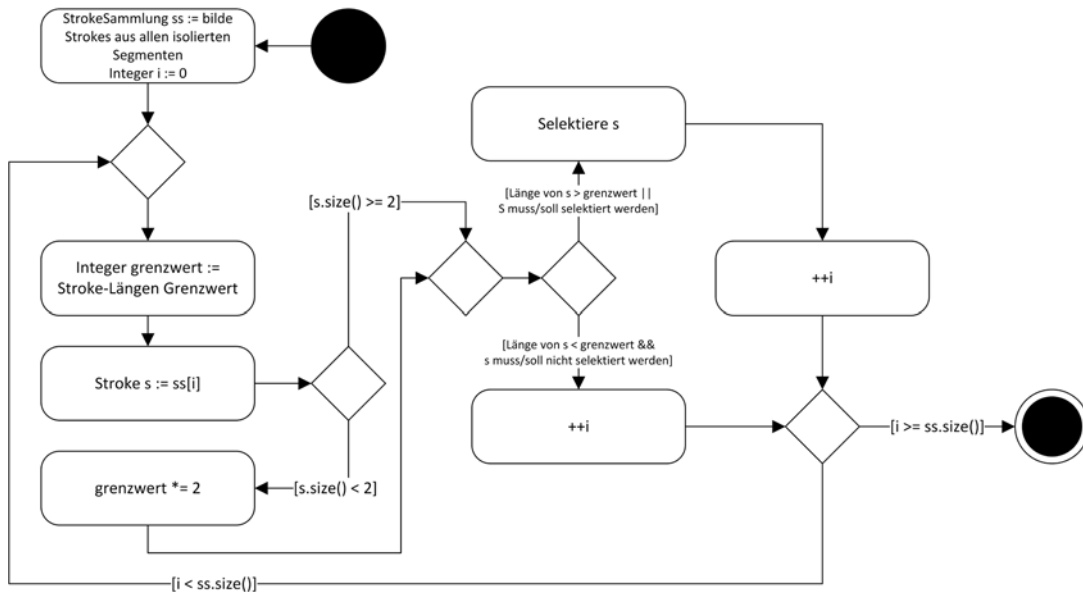 StrokeSammlung ss := bilde
Strokes aus allen isolierten
Segmenten
Integer i := 0
Integer grenzwert :=
Stroke-Längen Grenzwert
Stroke s := ss[i]
[s.size() >= 2]
[s.size() < 2]
grenzwert *= 2
Selektiere s
[Länge von s > grenzwert ||
S muss/soll selektiert werden]
[Länge von s < grenzwert &&
s muss/soll nicht selektiert werden]
++i
++i
[i >= ss.size()]
[i < ss.size()]